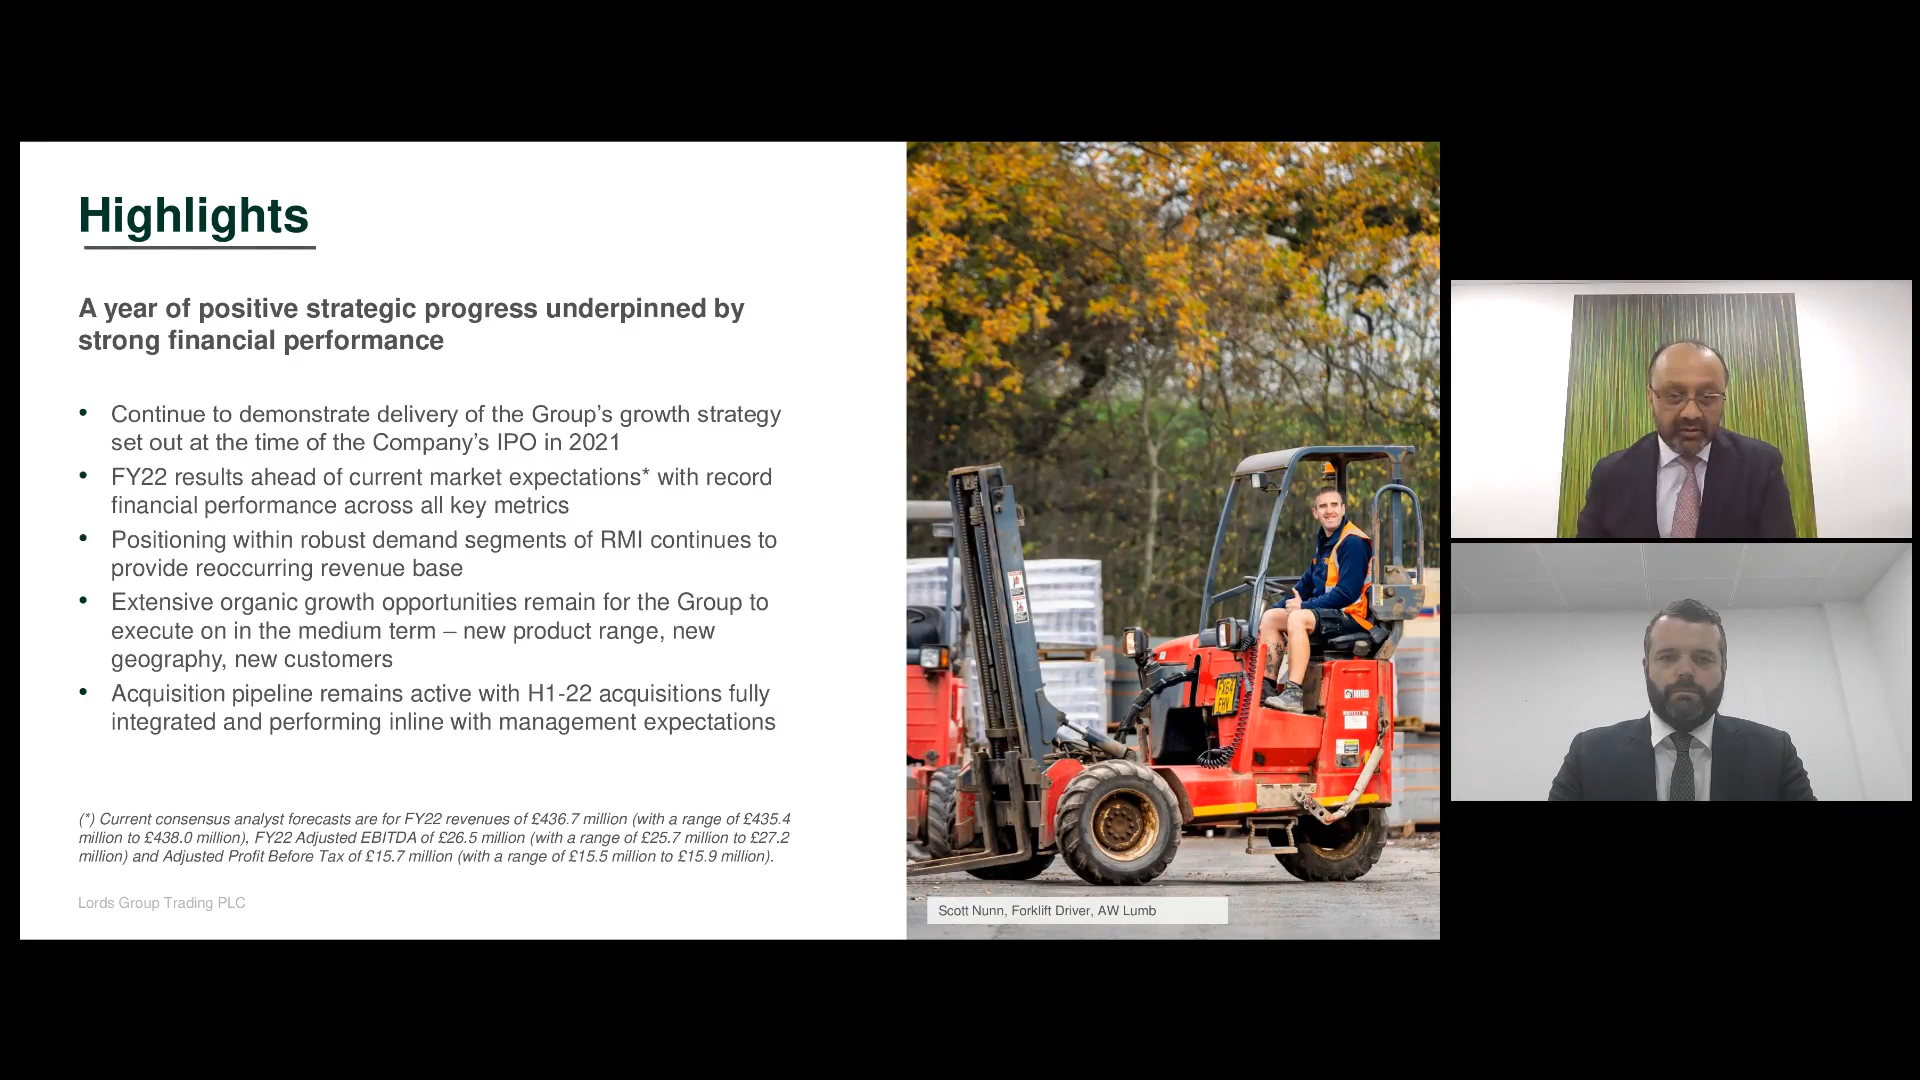 Highlights
A year of positive strategic progress underpinned by
strong financial performance
• Continue to demonstrate delivery of the Group’s growth strategy
set out at the time of the Company’s IPO in 2021
• FY22 results ahead of current market expectations* with record
financial performance across all key metrics
• Positioning within robust demand segments of RMI continues to
provide reoccurring revenue base
• Extensive organic growth opportunities remain for the Group to
execute on in the medium term – new product range, new
geography, new customers
• Acquisition pipeline remains active with H1-22 acquisitions fully
integrated and performing inline with management expectations
(*) Current consensus analyst forecasts are for FY22 revenues of £436.7 million (with a range of £435.4
million to £438.0 million), FY22 Adjusted EBITDA of £26.5 million (with a range of £25.7 million to £27.2
million) and Adjusted Profit Before Tax of £15.7 million (with a range of £15.5 million to £15.9 million).
Lords Group Trading PLC
Scott Nunn, Forklift Driver, AW Lumb